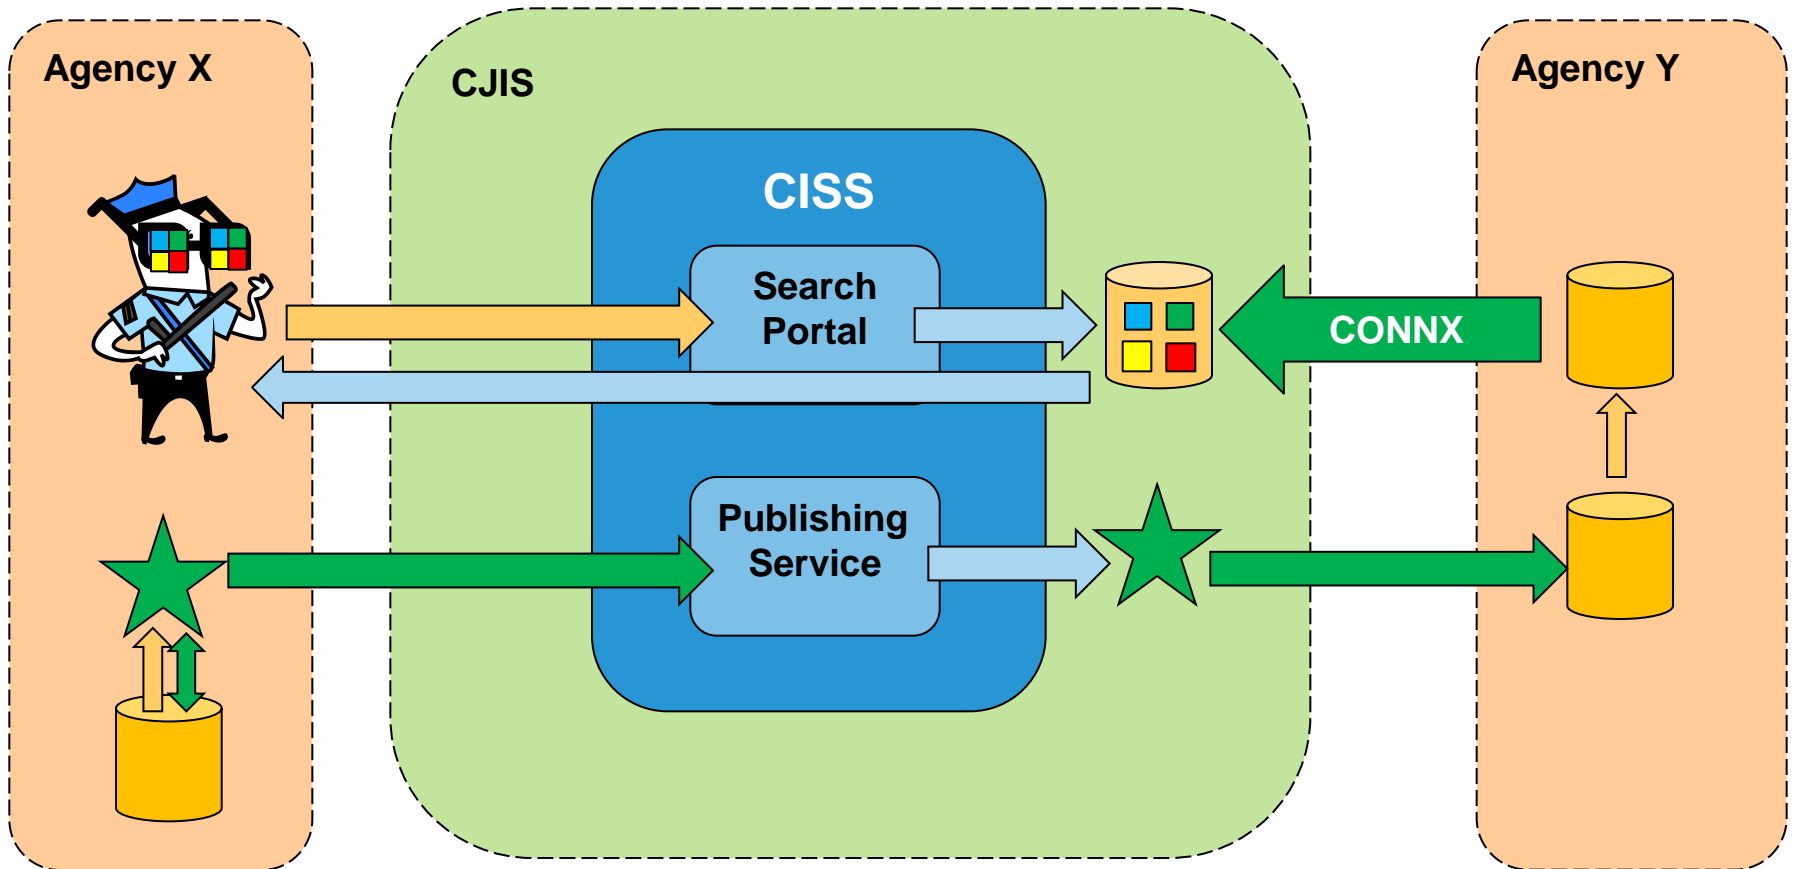 Agency X
CJIS
Agency Y
CISS
Search
Portal
CONNX
Publishing
Service